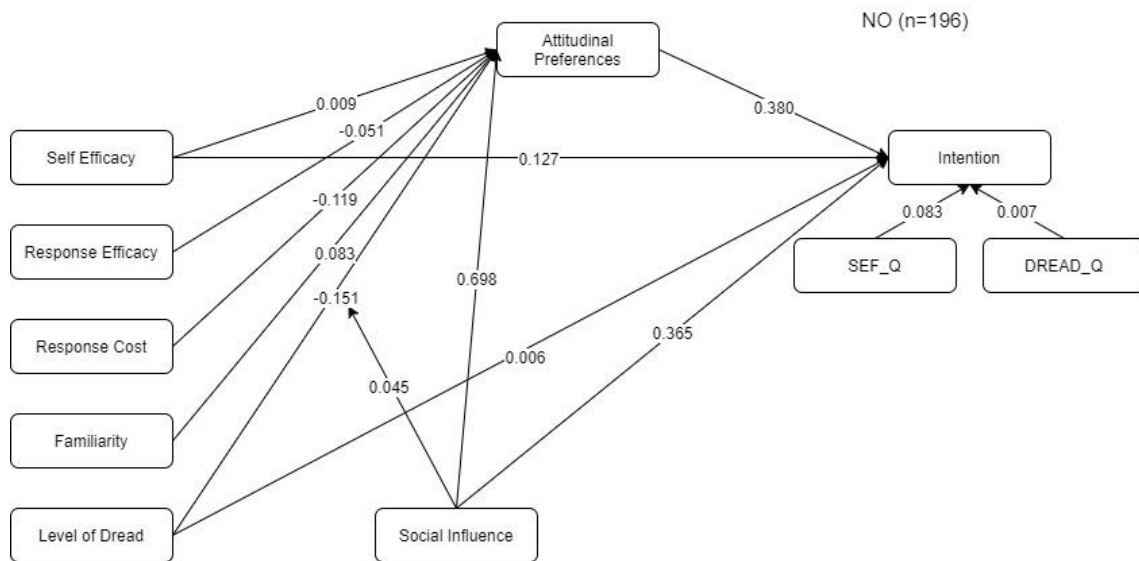 NO (n=196)
Attitudinal
Preferences
0.009
-0.051
0.380
Self Efficacy
0.127
Intention
-0.119
0.083
0.007
Response Efficacy
0.083
SEF_Q
DREAD_Q
0.698
-0.151
Response Cost
0.365
0.006
0.045
Familiarity
Level of Dread
Social Influence